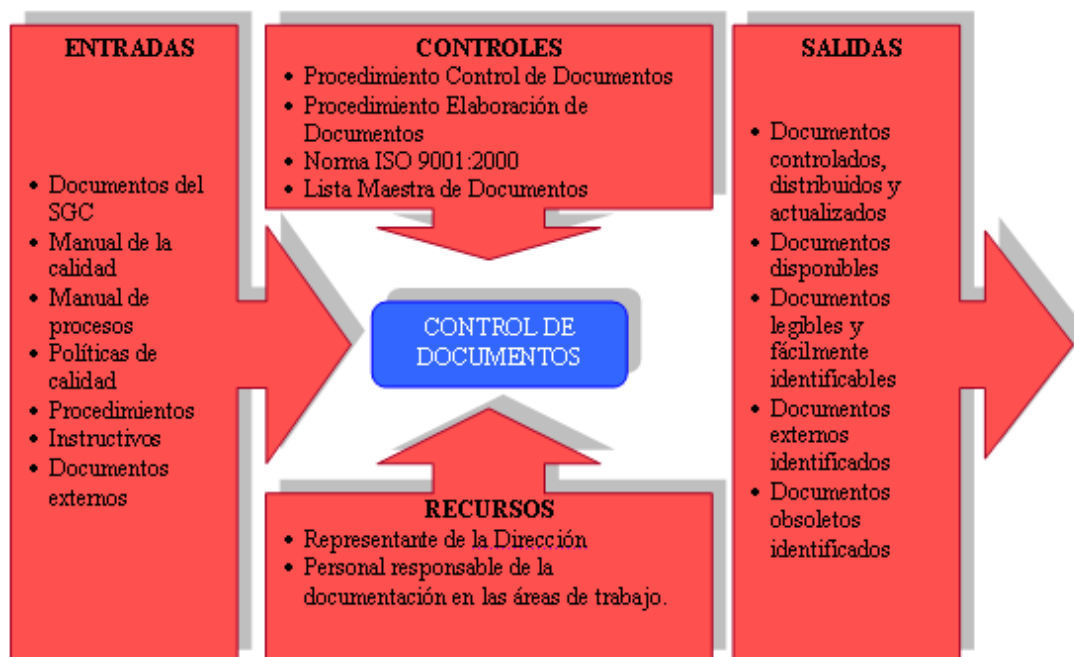 ENTRADAS
• Documentos del
SGC
• Manual de la
calidad
• Manual de
procesos
• Políticas de
calidad
• Procedimientos
• Instructivos
• Documentos
externos
CONTROLES
• Procedimiento Control de Documentos
• Procedimiento Elaboración de
Documentos
• Norma ISO 9001:2000
• Lista Maestra de Documentos
CONTROL DE
DOCUMENTOS
RECURSOS
• Representante de la Dirección
• Personal responsable de la
documentación en las áreas de trabajo.
SALIDAS
• Documentos
controlados,
distribuidos y
actualizados
• Documentos
disponibles
• Documentos
legibles y
fácilmente
identificables
• Documentos
externos
identificados
• Documentos
obsoletos
identificados